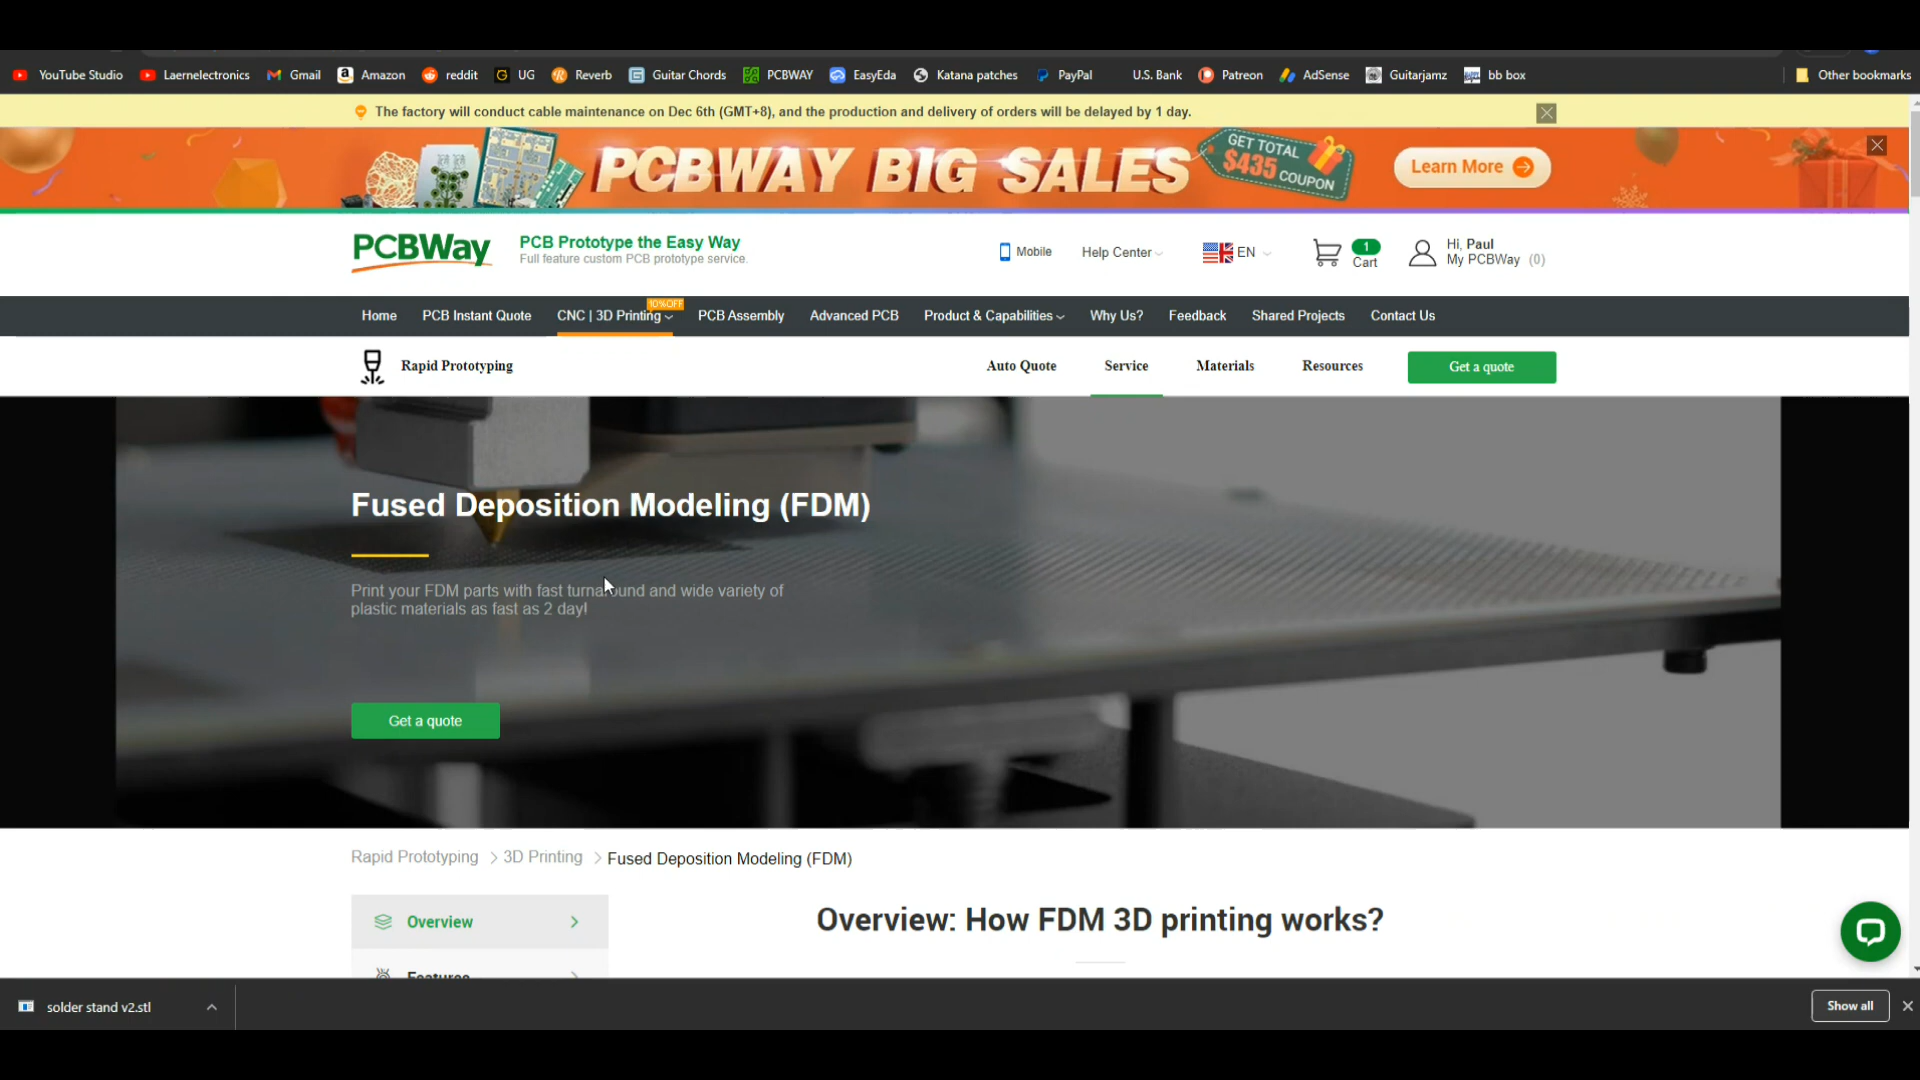 YouTube Studio Laernelectronics Gmail Amazon reddit UG Reverb Guitar Chords PCBWAY EasyEda Katana patches PayPal U.S. Bank Patreon AdSense Guitarjamz bb box Other bookmarks
The factory will conduct cable maintenance on Dec 6th (GMT+8), and the production and delivery of orders will be delayed by 1 day.
PCBWAY BIG SALES
GET TOTAL
$435
COUPON
Learn More
PCBWay
PCB Prototype the Easy Way
Full feature custom PCB prototype service.
Mobile
Help Center
EN
1
Cart
Hi, Paul
My PCBWay (0)
10%OFF
Home PCB Instant Quote CNC | 3D Printing PCB Assembly Advanced PCB Product & Capabilities Why Us? Feedback Shared Projects Contact Us
Rapid Prototyping Auto Quote Service Materials Resources Get a quote
Fused Deposition Modeling (FDM)
Print your FDM parts with fast turnaround and wide variety of
plastic materials as fast as 2 day!
Get a quote
Rapid Prototyping > 3D Printing > Fused Deposition Modeling (FDM)
Overview
Overview: How FDM 3D printing works?
Features
solder stand v2.stl
Show all